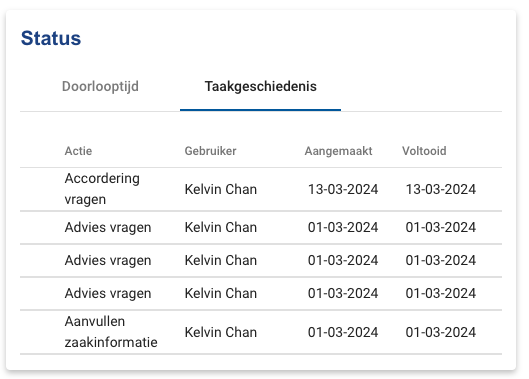 Status
Doorlooptijd Taakgeschiedenis
Actie Gebruiker Aangemaakt Voltooid
Accordering
vragen Kelvin Chan 13-03-2024 13-03-2024
Advies vragen Kelvin Chan 01-03-2024 01-03-2024
Advies vragen Kelvin Chan 01-03-2024 01-03-2024
Advies vragen Kelvin Chan 01-03-2024 01-03-2024
Aanvullen
zaakinformatie Kelvin Chan 01-03-2024 01-03-2024